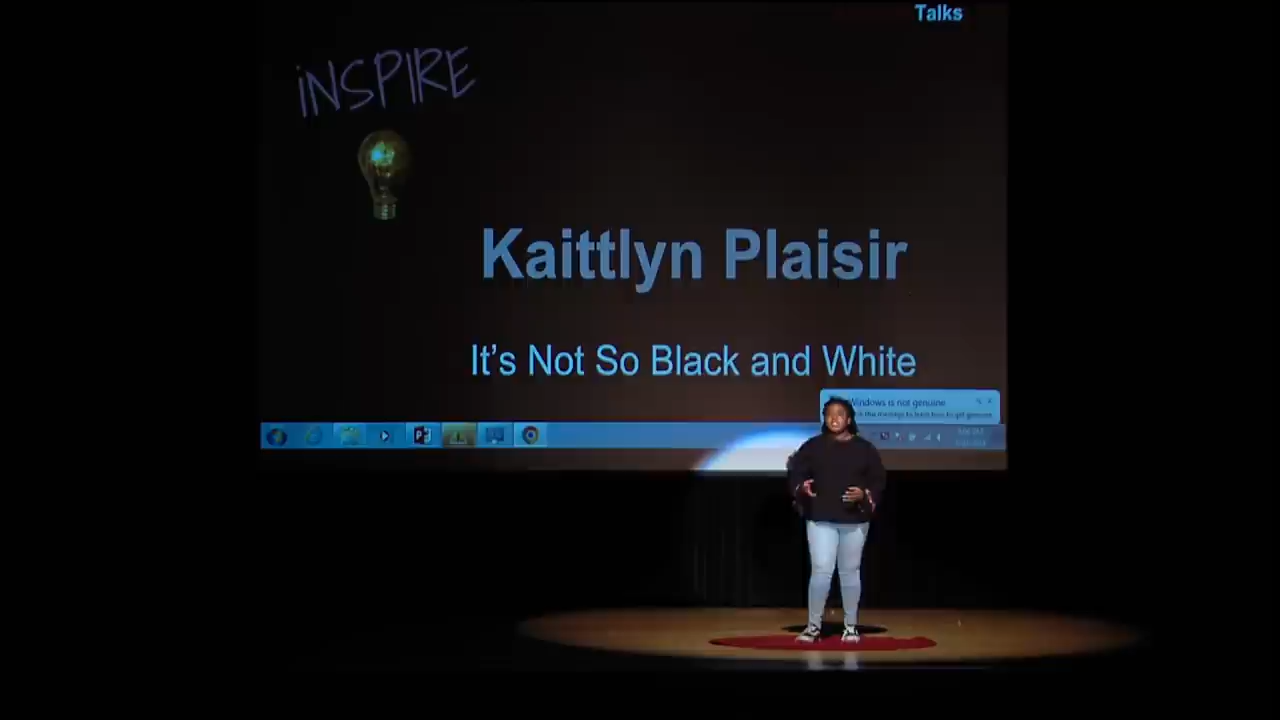 Talks
iNSPIRE
Kaittlyn Plaisir
It's Not So Black and White
Windows is not genuine